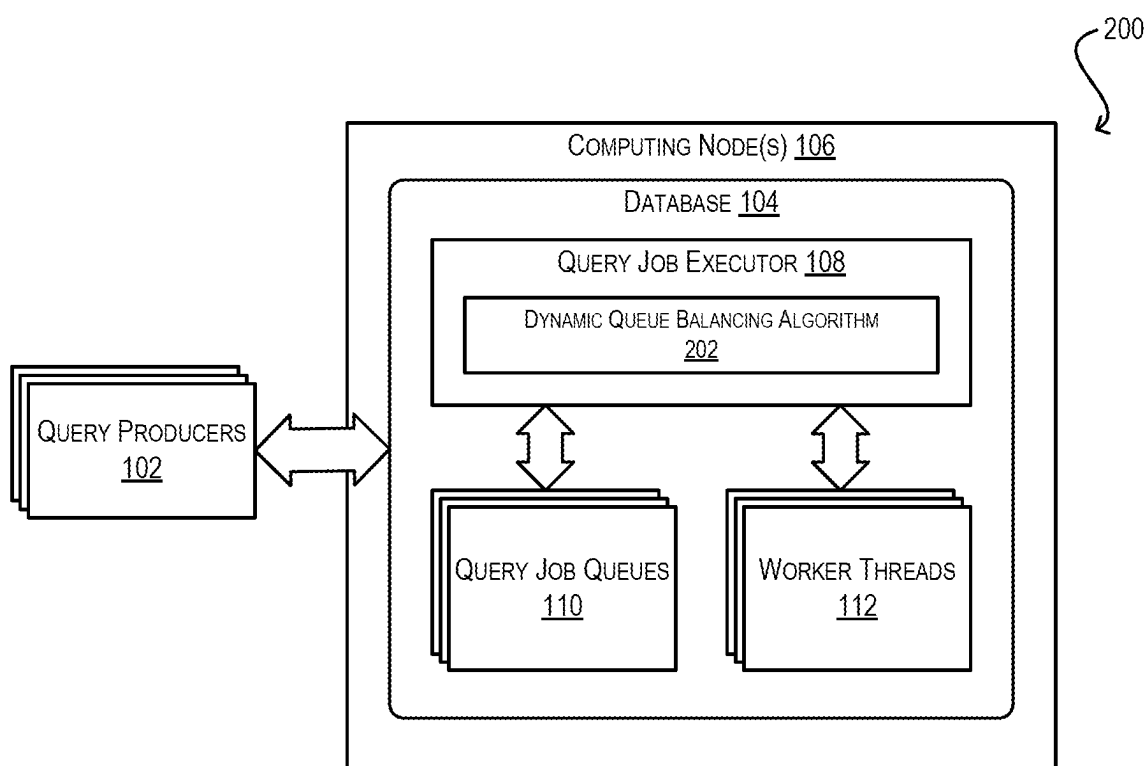 200
COMPUTING NODE(S) 106
DATABASE 104
QUERY JOB EXECUTOR 108
DYNAMIC QUEUE BALANCING ALGORITHM
202
QUERY PRODUCERS
102
QUERY JOB QUEUES
110
WORKER THREADS
112